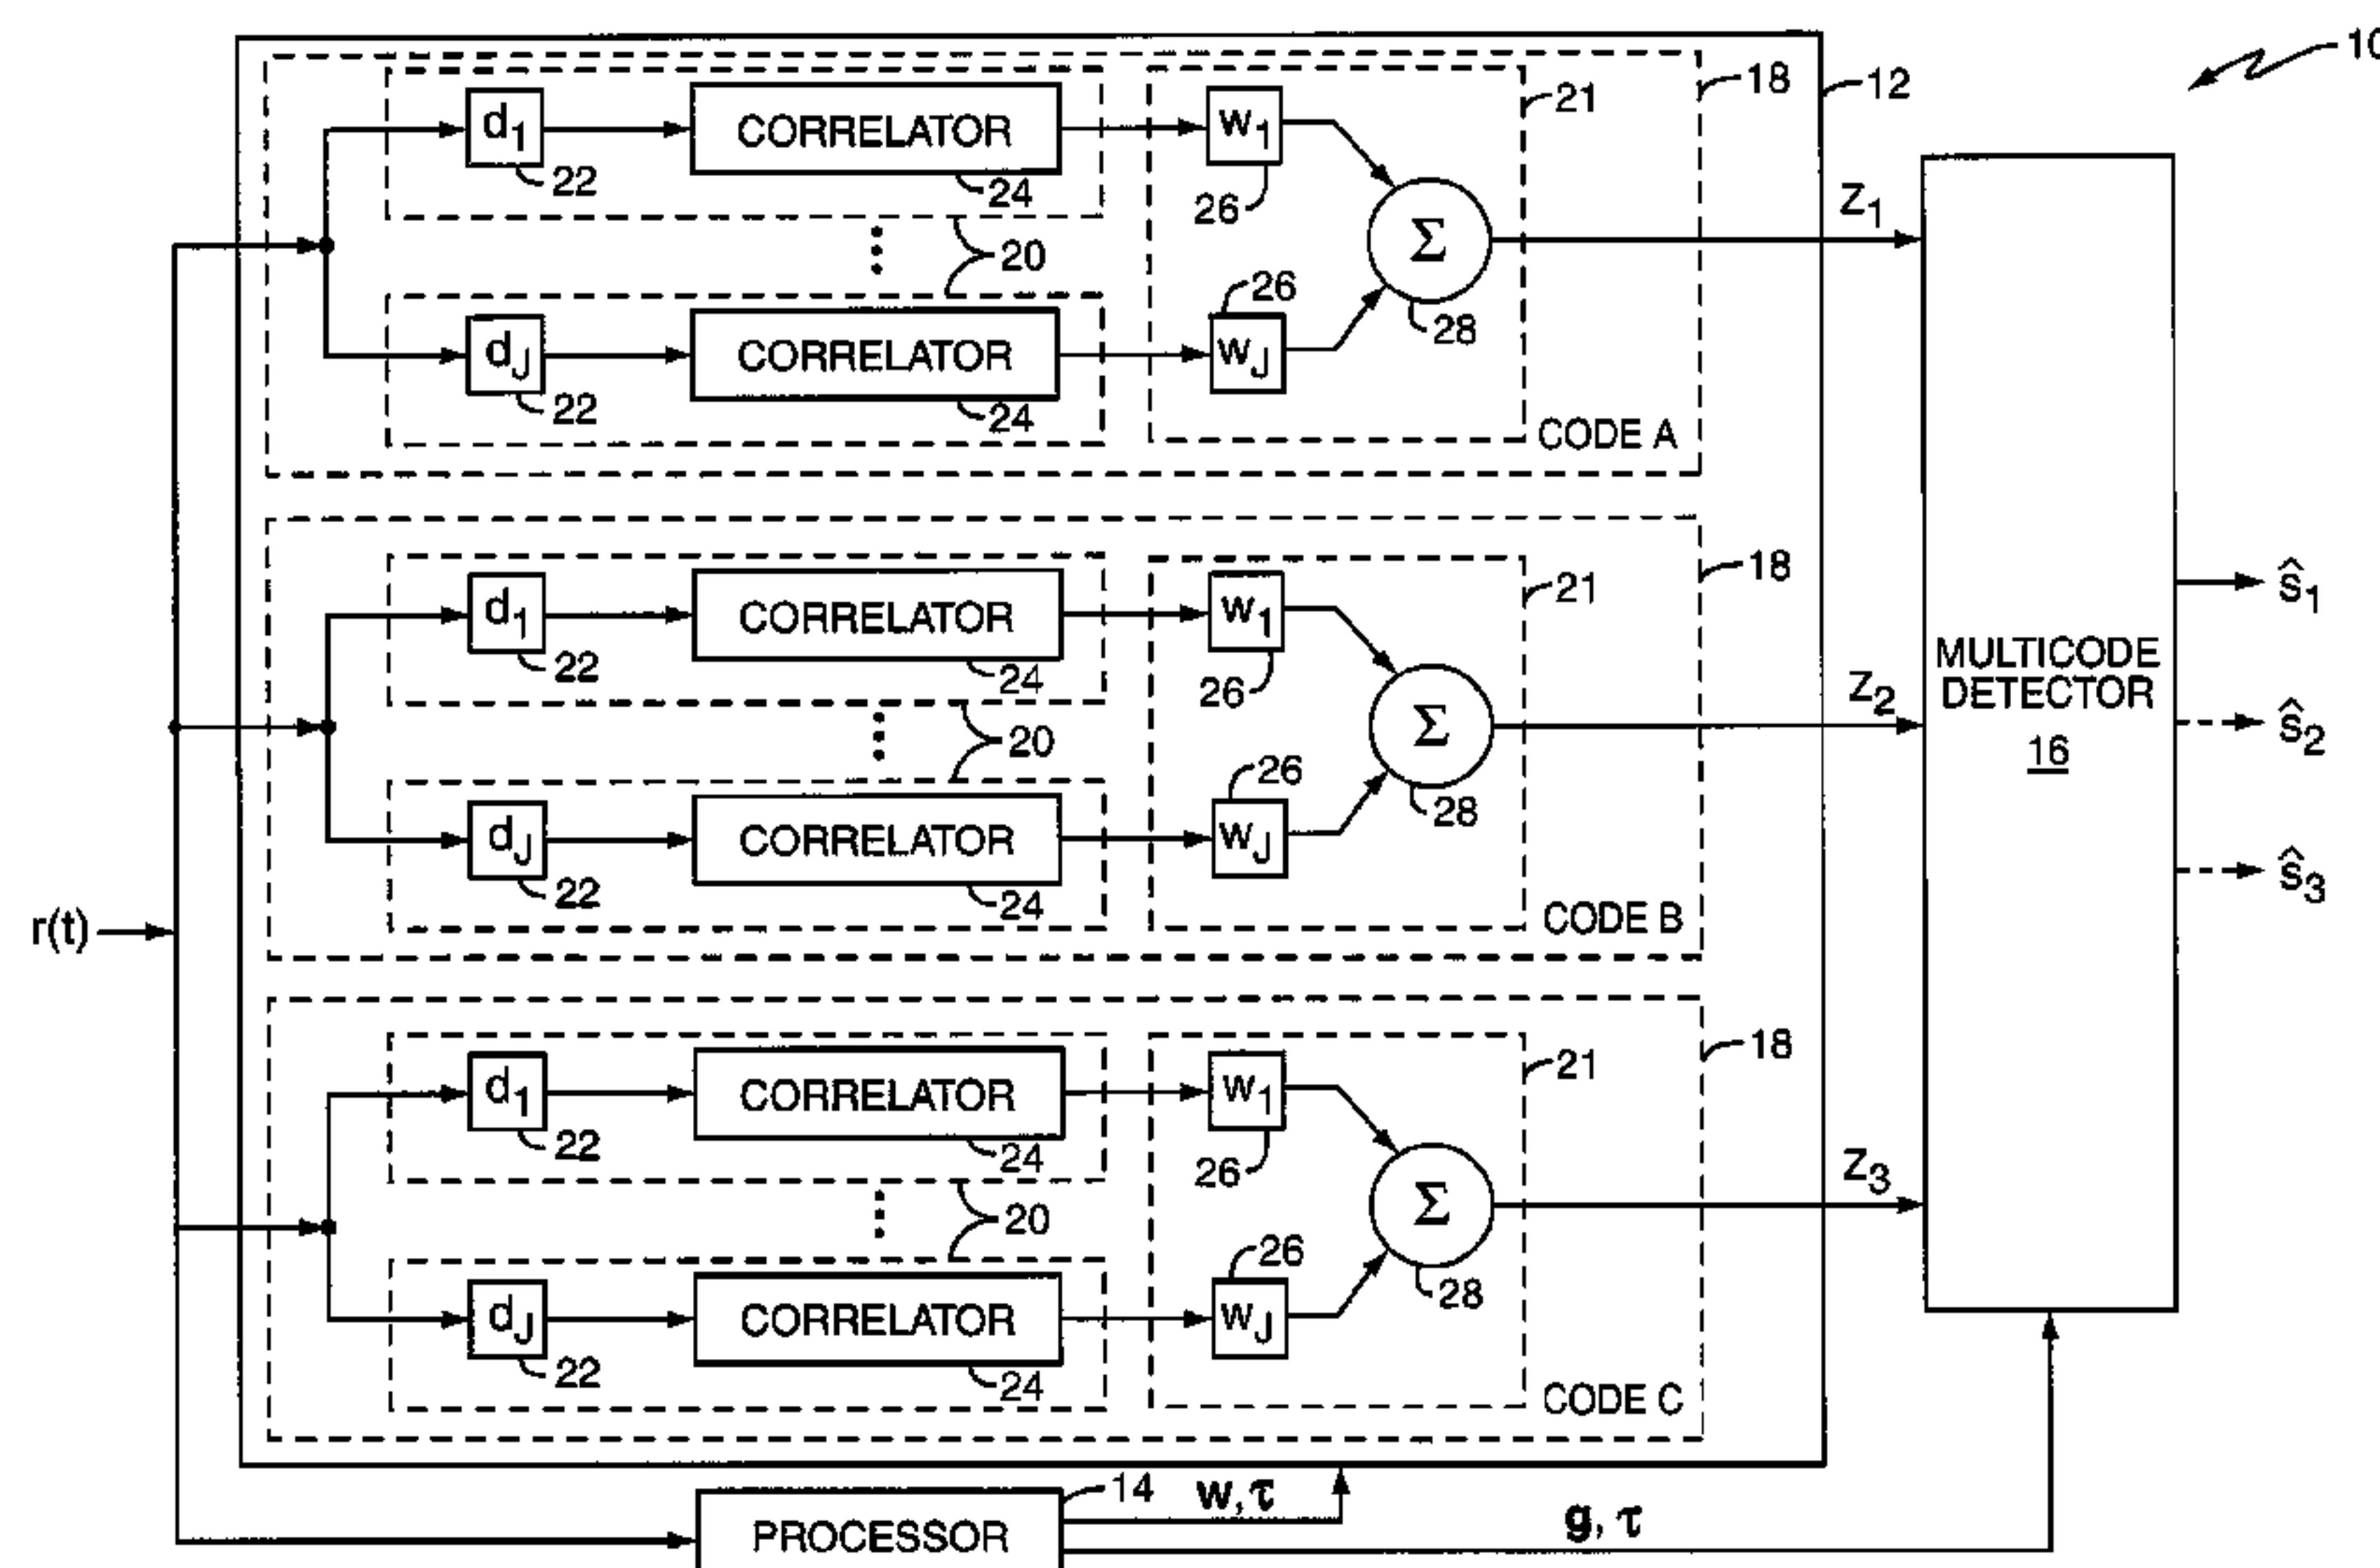 10
18
12
21
d1
CORRELATOR
w1
22
24
26
Z1
20
Σ
28
26
dJ
CORRELATOR
wJ
22
24
CODE A
18
21
d1
CORRELATOR
w1
22
24
26
Z2
20
Σ
28
26
dJ
CORRELATOR
wJ
22
24
CODE B
MULTICODE
DETECTOR
16
ŝ1
ŝ2
ŝ3
r(t)
18
21
d1
CORRELATOR
w1
22
24
26
Z3
20
Σ
28
26
dJ
CORRELATOR
wJ
22
24
CODE C
14
w, τ
g, τ
PROCESSOR